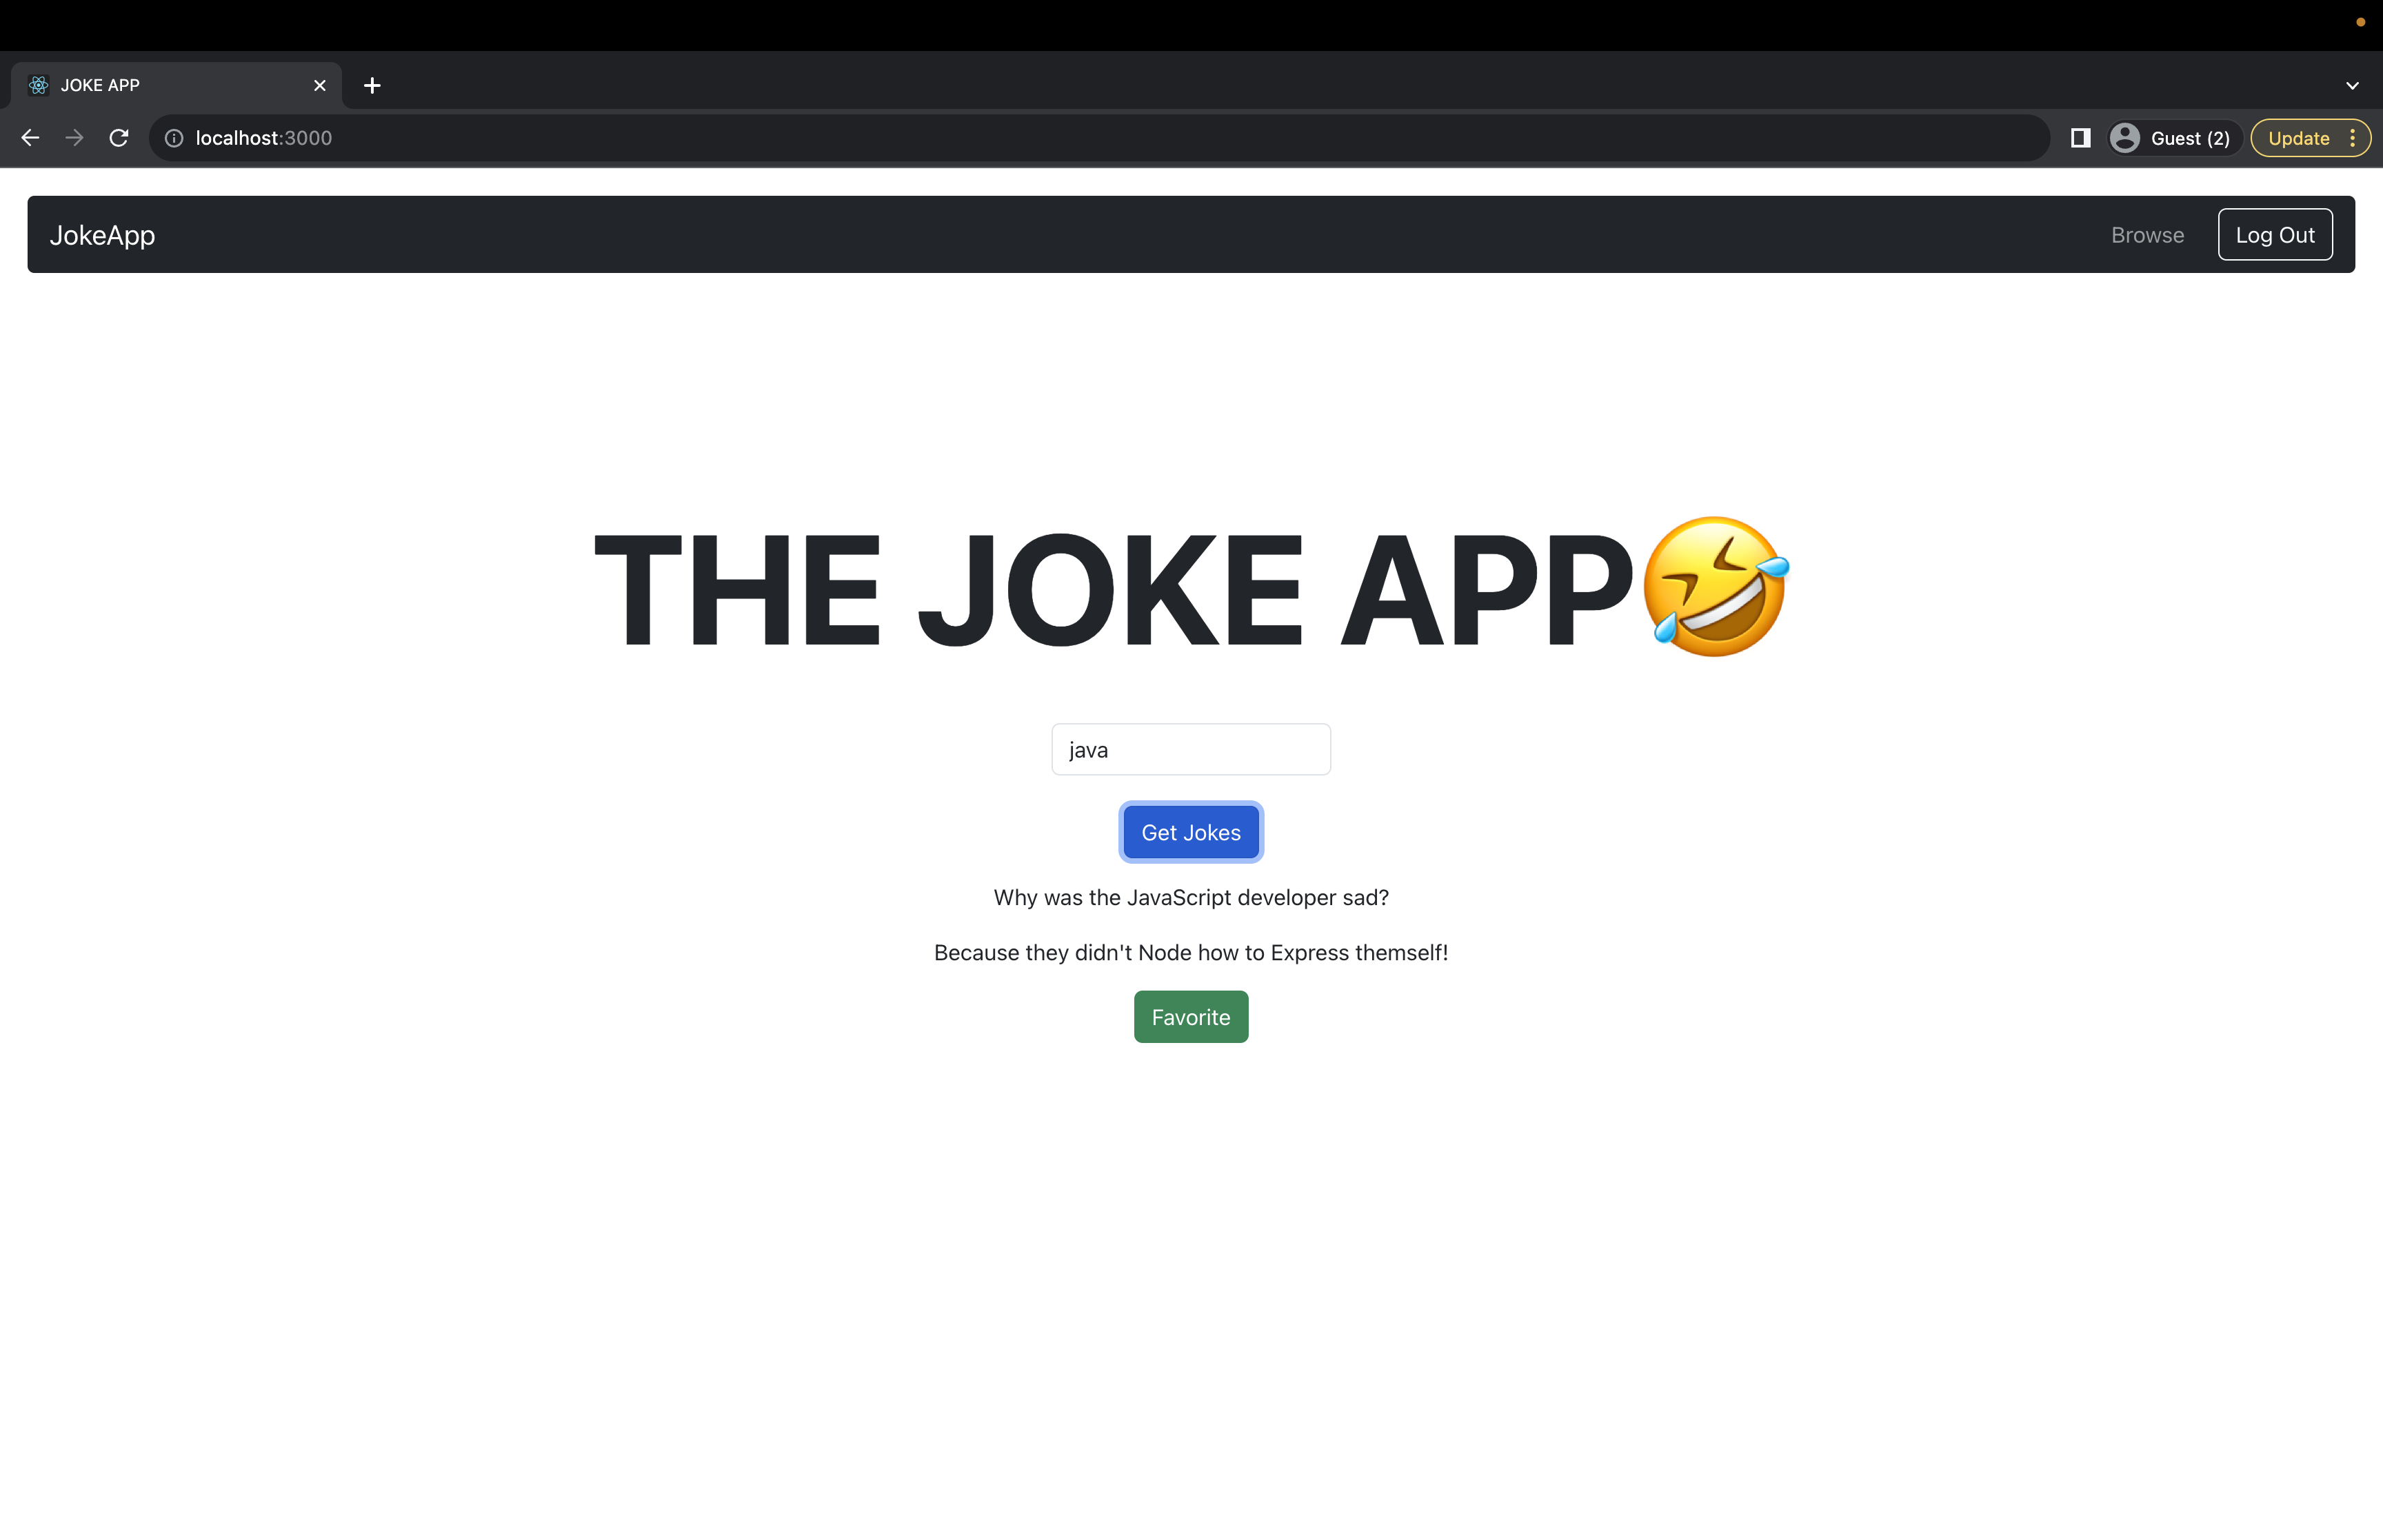 JOKE APP
localhost:3000
Guest (2)
Update
JokeApp
Browse
Log Out
THE JOKE APP🤣
java
Get Jokes
Why was the JavaScript developer sad?
Because they didn't Node how to Express themself!
Favorite